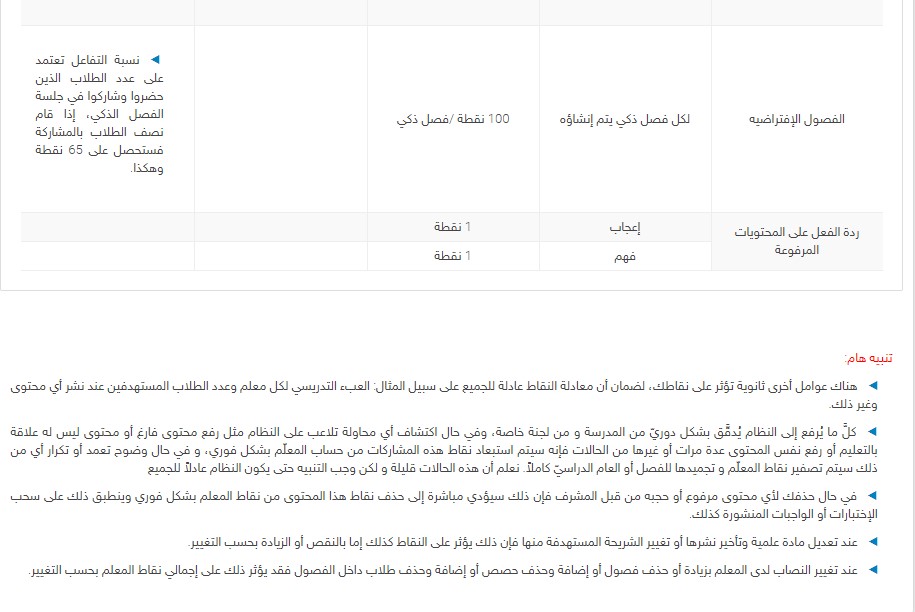 الفصول الإفتراضيه
لكل فصل ذكي يتم إنشاؤه
100 نقطة /فصل ذكي
◄ نسبة التفاعل تعتمد
على عدد الطلاب الذين
حضروا وشاركوا في جلسة
الفصل الذكي، إذا قام
نصف الطلاب بالمشاركة
فستحصل على 65 نقطة
وهكذا.
ردة الفعل على المحتويات
المرفوعة
إعجاب
1 نقطة
فهم
1 نقطة
تنبيه هام:
◄ هناك عوامل أخرى ثانوية تؤثر على نقاطك، لضمان أن معادلة النقاط عادلة للجميع على سبيل المثال: العبء التدريسي لكل معلم وعدد الطلاب المستهدفين عند نشر أي محتوى
وغير ذلك.
◄ كلَّ ما يُرفع إلى النظام يُدقَّق بشكل دوريّ من المدرسة و من لجنة خاصة، وفي حال اكتشاف أي محاولة تلاعب على النظام مثل رفع محتوى فارغ أو محتوى ليس له علاقة
بالتعليم أو رفع نفس المحتوى عدة مرات أو غيرها من الحالات فإنه سيتم استبعاد نقاط هذه المشاركات من حساب المعلّم بشكل فوري، و في حال وضوح تعمد أو تكرار أي من
ذلك سيتم تصفير نقاط المعلّم و تجميدها للفصل أو العام الدراسيّ كاملاً. نعلم أن هذه الحالات قليلة و لكن وجب التنبيه حتى يكون النظام عادلاً للجميع
◄ في حال حذفك لأي محتوى مرفوع أو حجبه من قبل المشرف فإن ذلك سيؤدي مباشرة إلى حذف نقاط هذا المحتوى من نقاط المعلم بشكل فوري وينطبق ذلك على سحب
الإختبارات أو الواجبات المنشورة كذلك.
◄ عند تعديل مادة علمية وتأخير نشرها أو تغيير الشريحة المستهدفة منها فإن ذلك يؤثر على النقاط كذلك إما بالنقص أو الزيادة بحسب التغيير.
◄ عند تغيير النصاب لدى المعلم بزيادة أو حذف فصول أو إضافة وحذف حصص أو إضافة وحذف طلاب داخل الفصول فقد يؤثر ذلك على إجمالي نقاط المعلم بحسب التغيير.